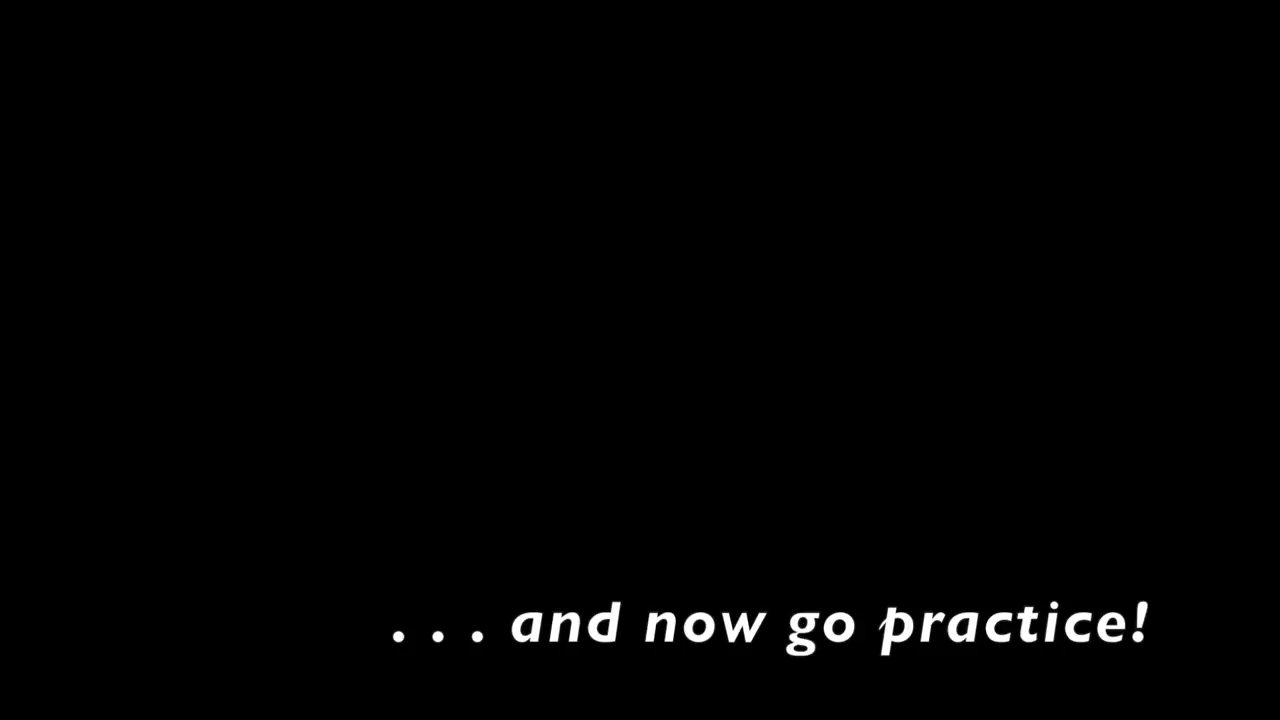 . . . and now go practice!